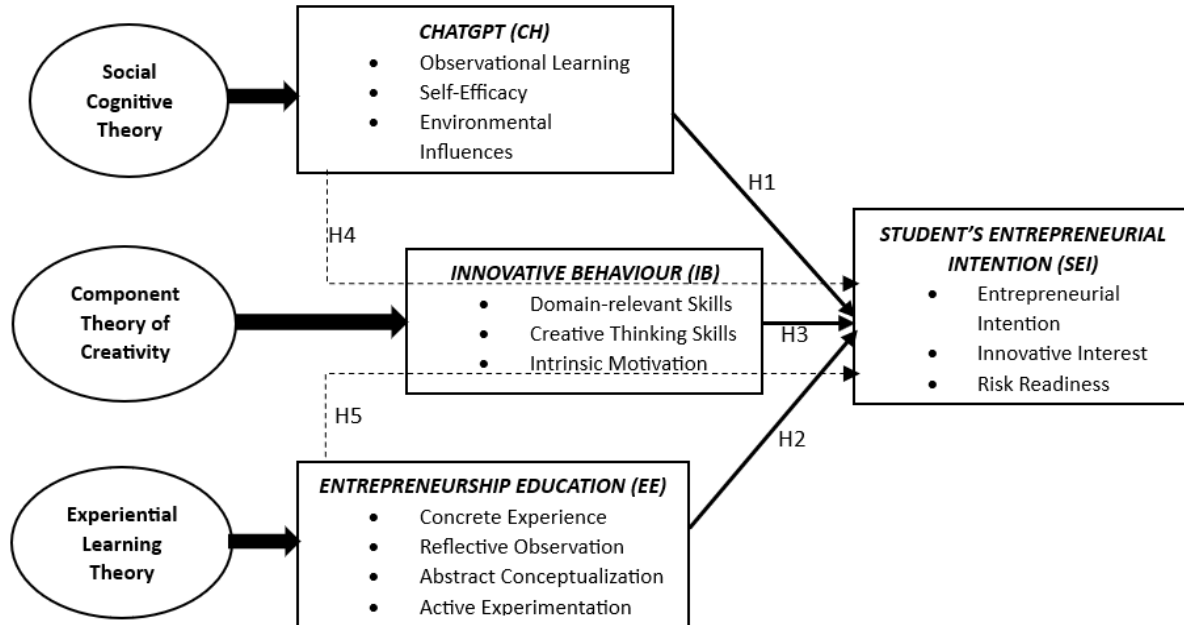 Social
Cognitive
Theory
CHATGPT (CH)
• Observational Learning
• Self-Efficacy
• Environmental
Influences
H1
H4
Component
Theory of
Creativity
INNOVATIVE BEHAVIOUR (IB)
• Domain-relevant Skills
• Creative Thinking Skills
• Intrinsic Motivation
H3
STUDENT’S ENTREPRENEURIAL
INTENTION (SEI)
• Entrepreneurial
Intention
• Innovative Interest
• Risk Readiness
H5
H2
Experiential
Learning
Theory
ENTREPRENEURSHIP EDUCATION (EE)
• Concrete Experience
• Reflective Observation
• Abstract Conceptualization
• Active Experimentation